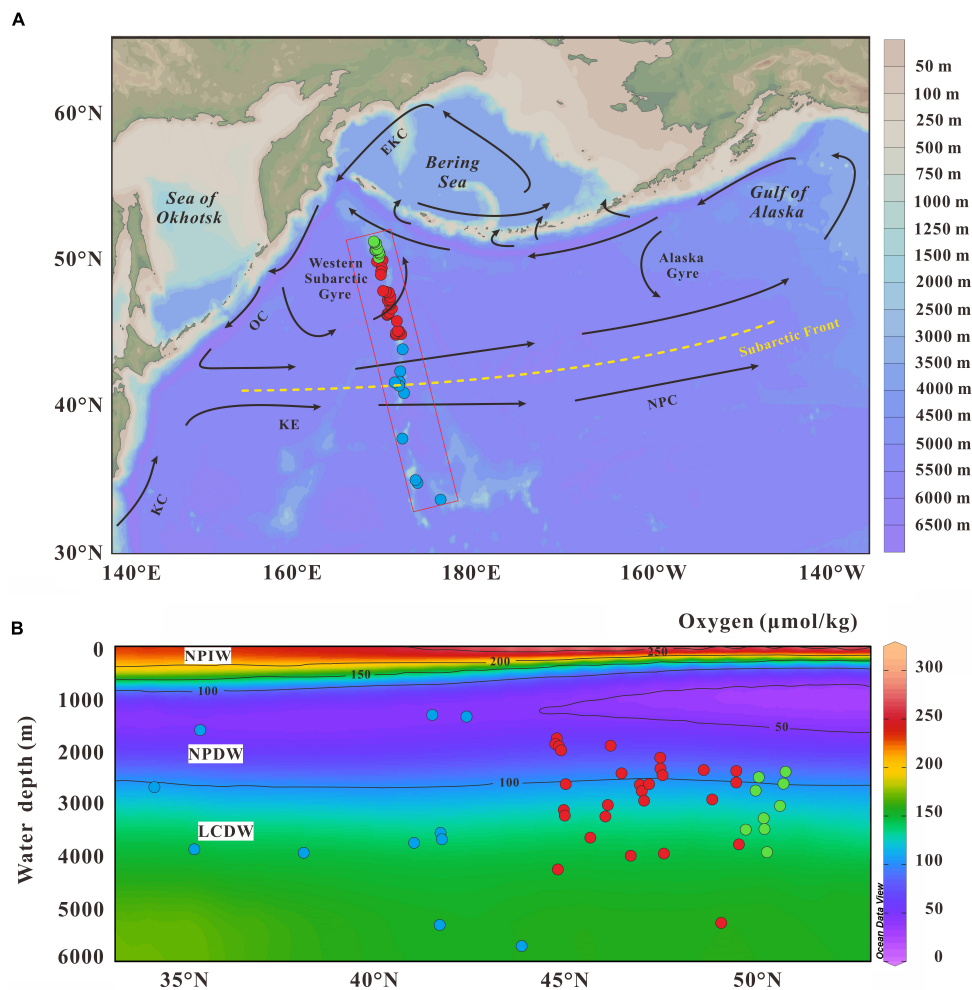 A
60°N
50°N
40°N
30°N
140°E
160°E
180°E
160°W
140°W
EKC
Bering
Sea
Sea of
Okhotsk
Gulf of
Alaska
Western
Subarctic
Gyre
Alaska
Gyre
OC
Subarctic Front
KE
NPC
KC
50 m
100 m
250 m
500 m
750 m
1000 m
1250 m
1500 m
2000 m
2500 m
3000 m
3500 m
4000 m
4500 m
5000 m
5500 m
6000 m
6500 m
B
Oxygen (µmol/kg)
Water depth (m)
0
1000
2000
3000
4000
5000
6000
35°N
40°N
45°N
50°N
NPIW
NPDW
LCDW
250
200
150
100
50
100
Ocean Data View
300
250
200
150
100
50
0